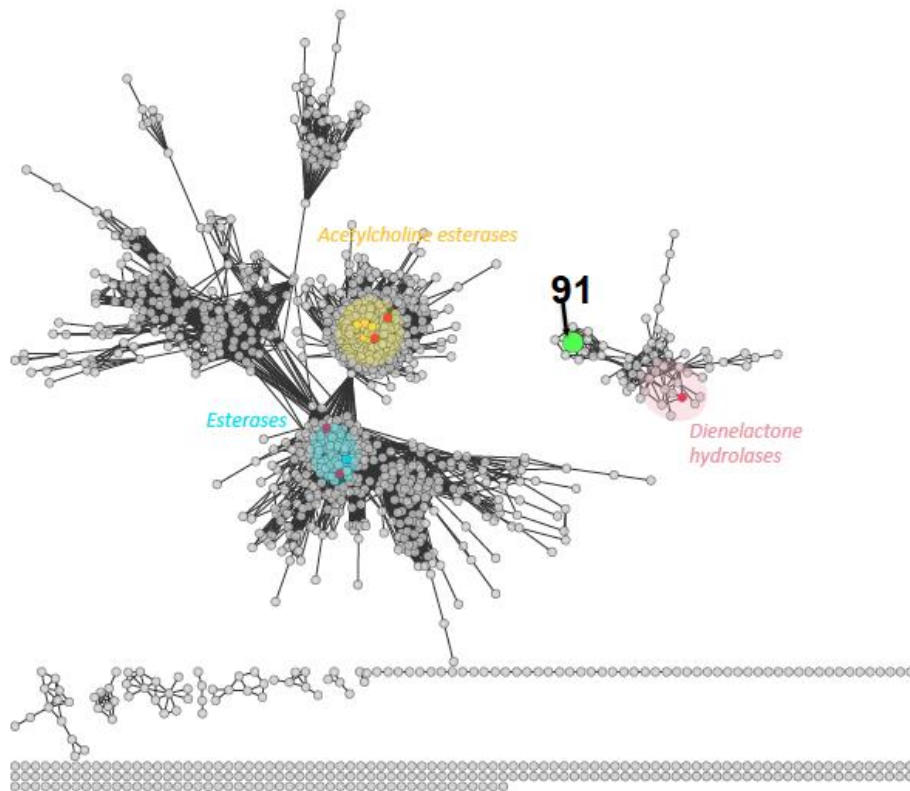 Acetylcholine esterases
91
Esterases
Dienelactone
hydrolases